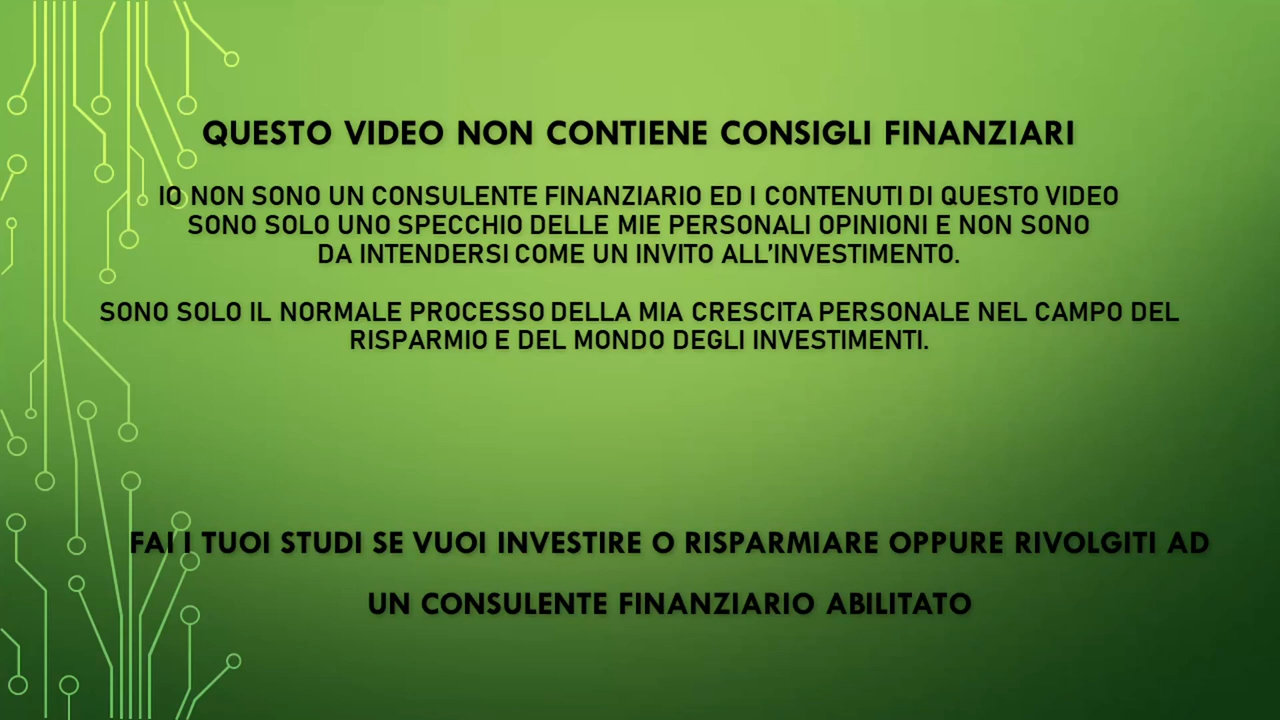 QUESTO VIDEO NON CONTIENE CONSIGLI FINANZIARI
IO NON SONO UN CONSULENTE FINANZIARIO ED I CONTENUTI DI QUESTO VIDEO
SONO SOLO UNO SPECCHIO DELLE MIE PERSONALI OPINIONI E NON SONO
DA INTENDERSI COME UN INVITO ALL'INVESTIMENTO.
SONO SOLO IL NORMALE PROCESSO DELLA MIA CRESCITA PERSONALE NEL CAMPO DEL
RISPARMIO E DEL MONDO DEGLI INVESTIMENTI.
FAI I TUOI STUDI SE VUOI INVESTIRE O RISPARMIARE OPPURE RIVOLGITI AD
UN CONSULENTE FINANZIARIO ABILITATO